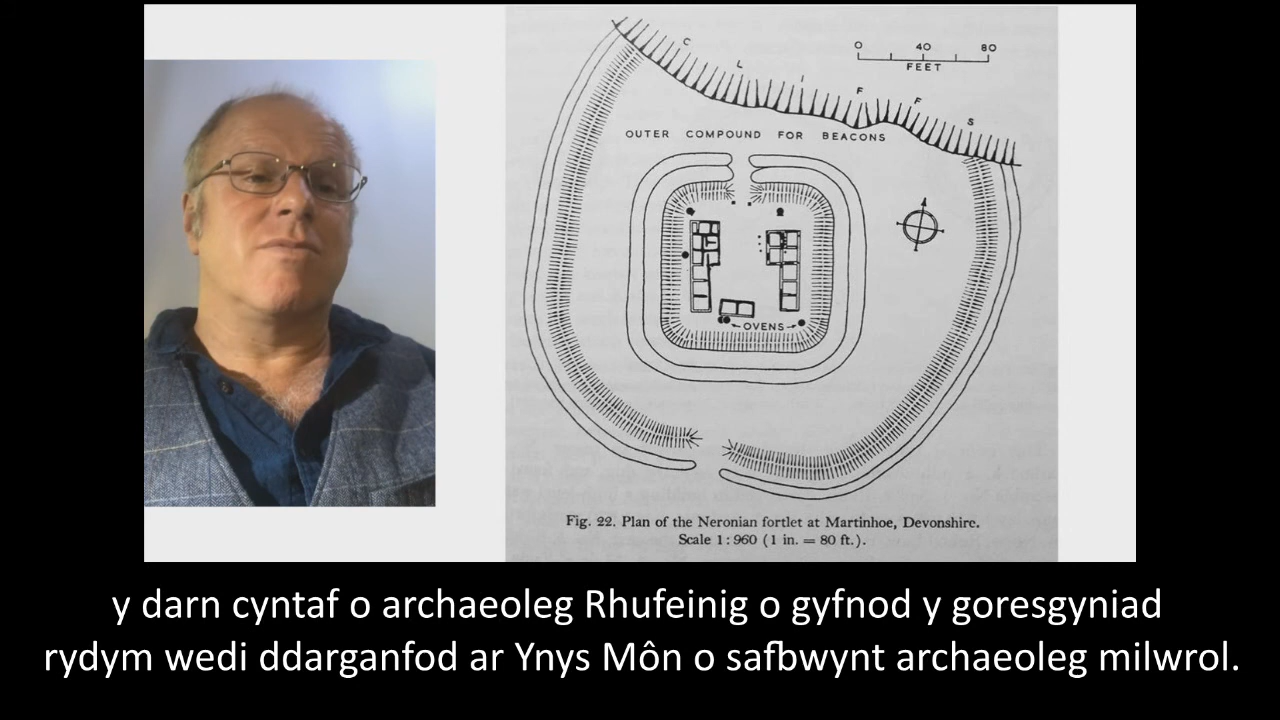 0 40 80
FEET
C L I F F S
OUTER COMPOUND FOR BEACONS
OVENS
Fig. 22. Plan of the Neronian fortlet at Martinhoe, Devonshire.
Scale 1:960 (1 in. = 80 ft.).
y darn cyntaf o archaeoleg Rhufeinig o gyfnod y goresgyniad
rydym wedi ddarganfod ar Ynys Môn o safbwynt archaeoleg milwrol.